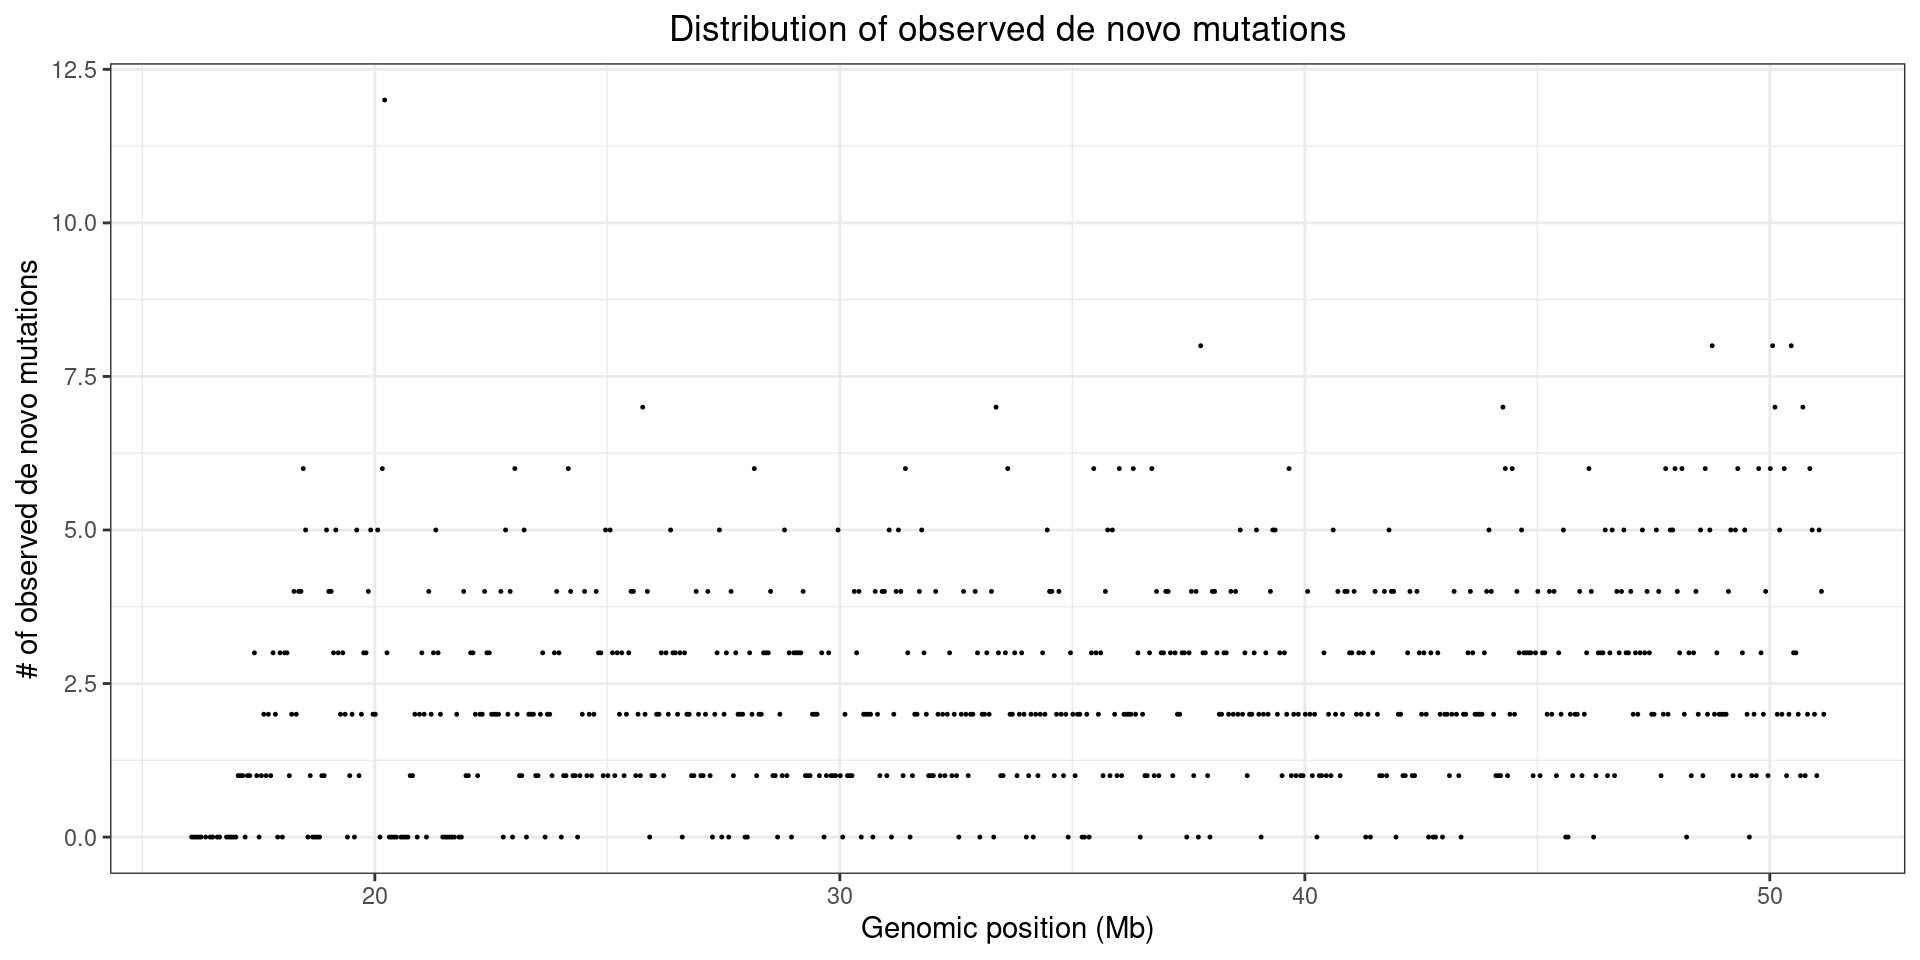 Distribution of observed de novo mutations
# of observed de novo mutations
12.5
10.0
7.5
5.0
2.5
0.0
20 30 40 50
Genomic position (Mb)